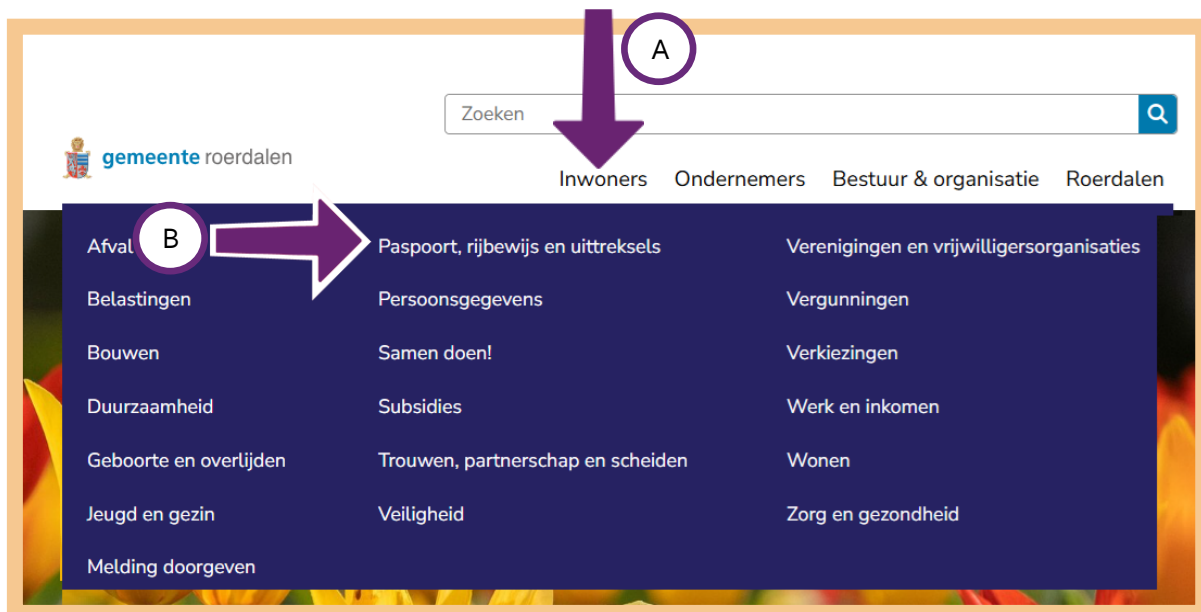 A
Zoeken
gemeente roerdalen
Inwoners Ondernemers Bestuur & organisatie Roerdalen
B
Afval
Belastingen
Bouwen
Duurzaamheid
Geboorte en overlijden
Jeugd en gezin
Melding doorgeven
Paspoort, rijbewijs en uittreksels
Persoonsgegevens
Samen doen!
Subsidies
Trouwen, partnerschap en scheiden
Veiligheid
Verenigingen en vrijwilligersorganisaties
Vergunningen
Verkiezingen
Werk en inkomen
Wonen
Zorg en gezondheid